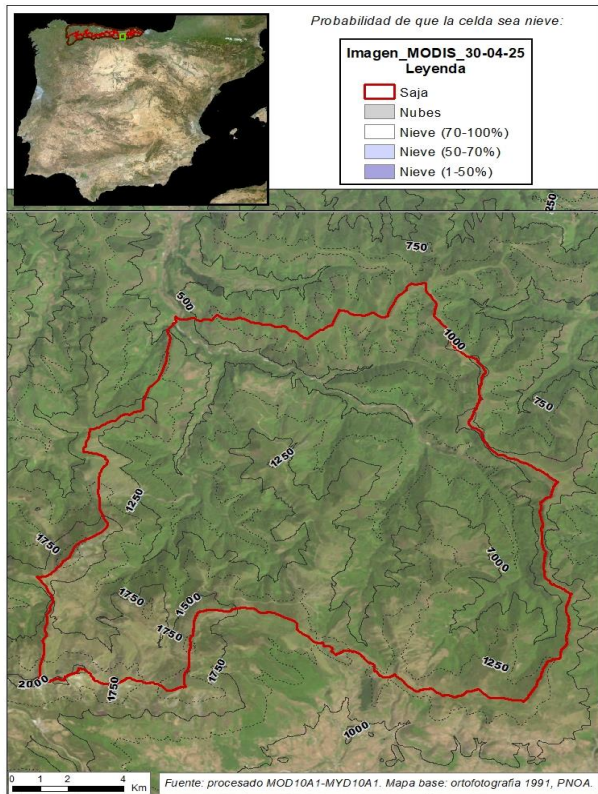 Probabilidad de que la celda sea nieve:
Imagen_MODIS_30-04-25
Leyenda
Saja
Nubes
Nieve (70-100%)
Nieve (50-70%)
Nieve (1-50%)
250
750
500
1000
750
1250
1250
1750
1000
1750
1500
1750
1750
1250
2000
1750
1000
0 1 2 4
Km
Fuente: procesado MOD10A1-MYD10A1. Mapa base: ortofotografia 1991, PNOA.